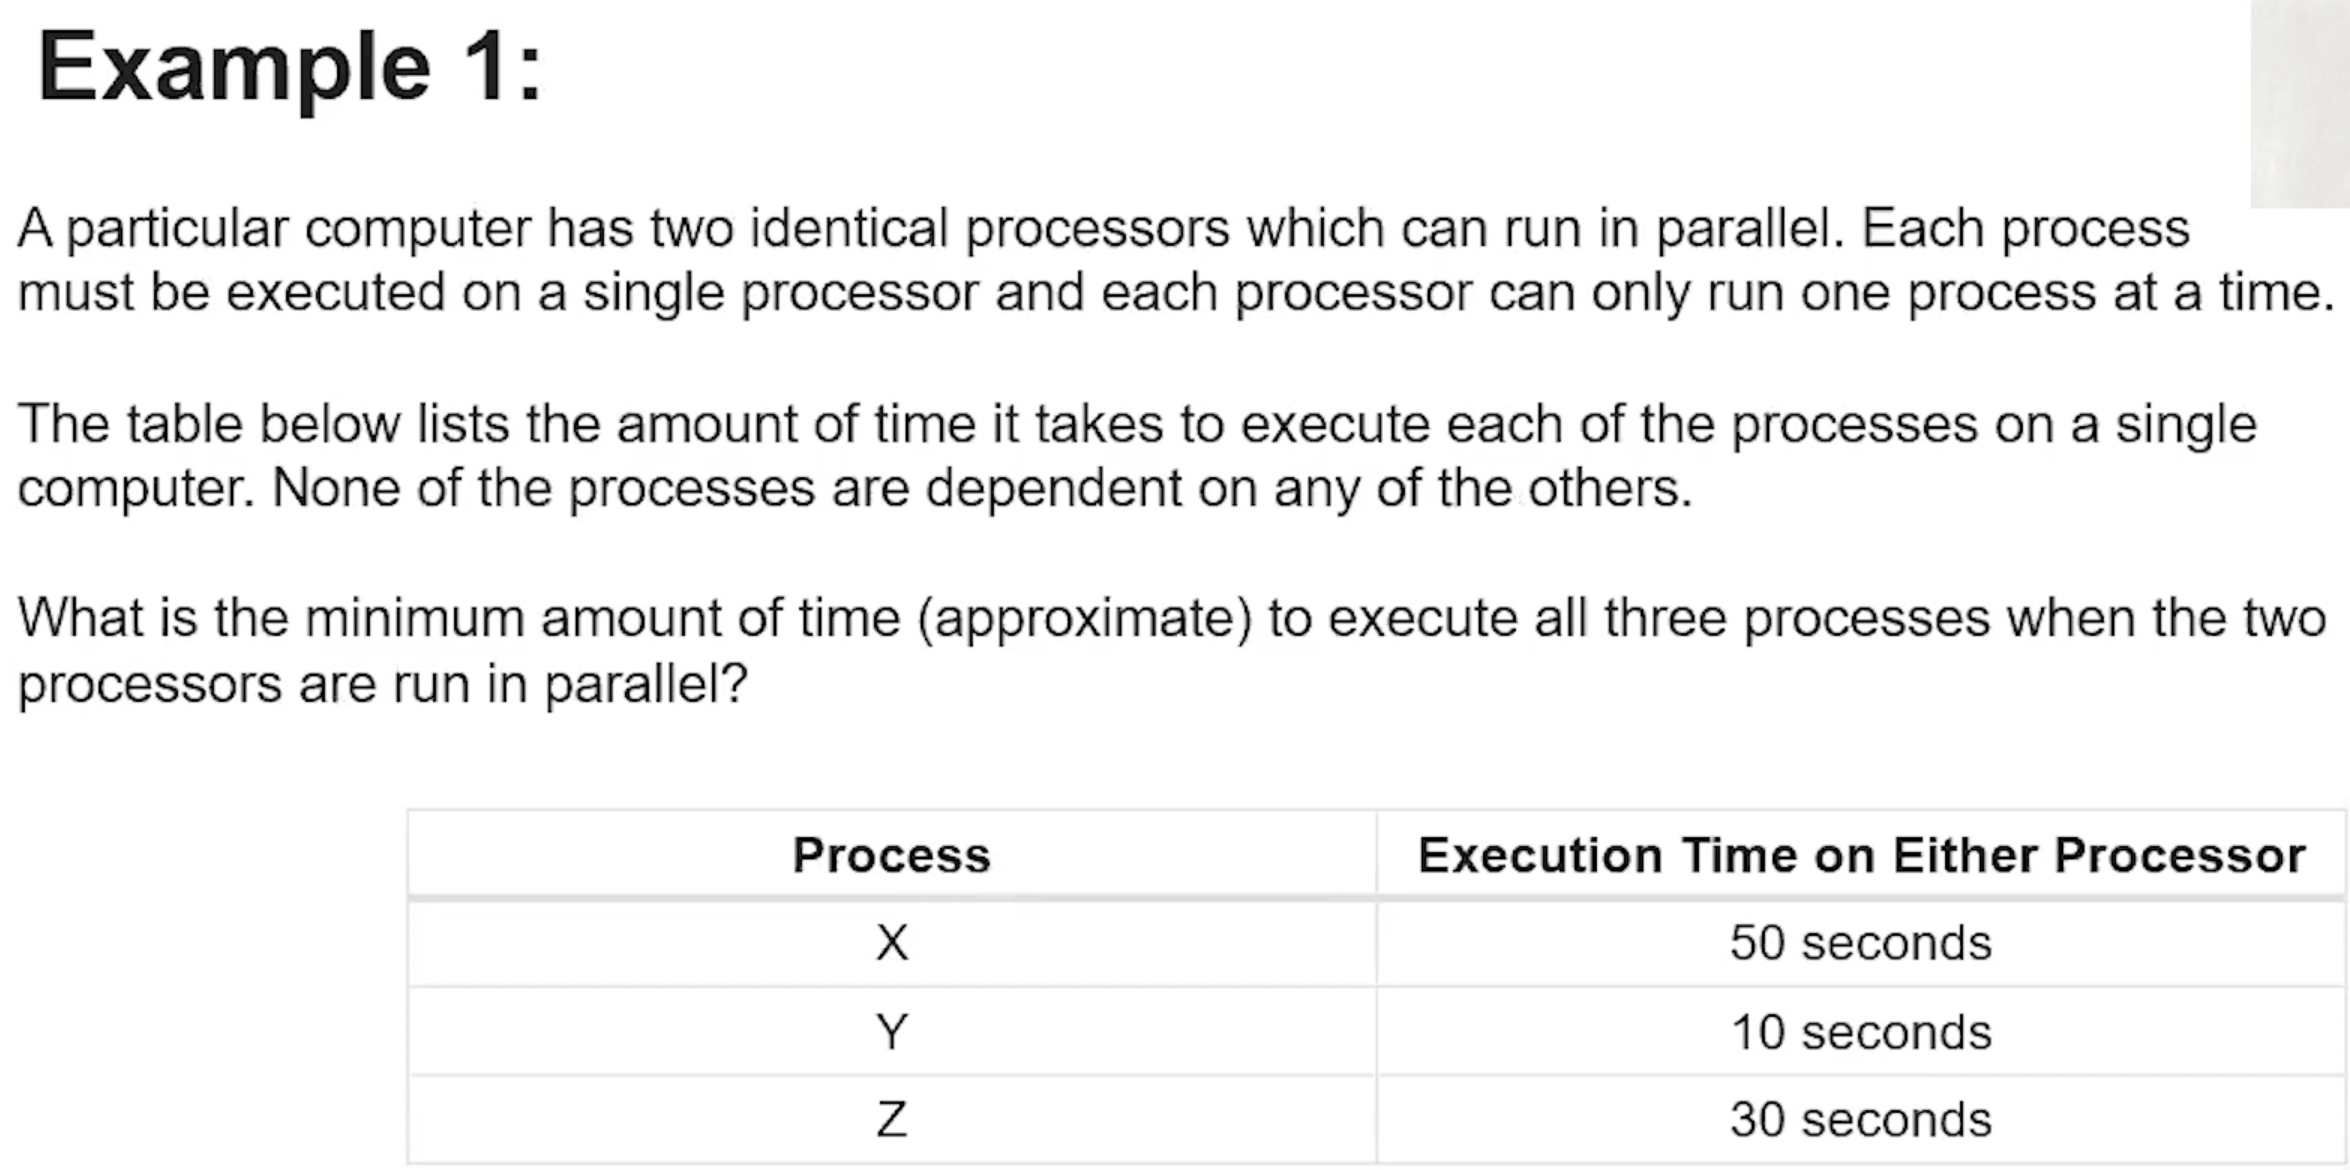 Example 1:
A particular computer has two identical processors which can run in parallel. Each process
must be executed on a single processor and each processor can only run one process at a time.
The table below lists the amount of time it takes to execute each of the processes on a single
computer. None of the processes are dependent on any of the others.
What is the minimum amount of time (approximate) to execute all three processes when the two
processors are run in parallel?
Process Execution Time on Either Processor
X 50 seconds
Y 10 seconds
Z 30 seconds